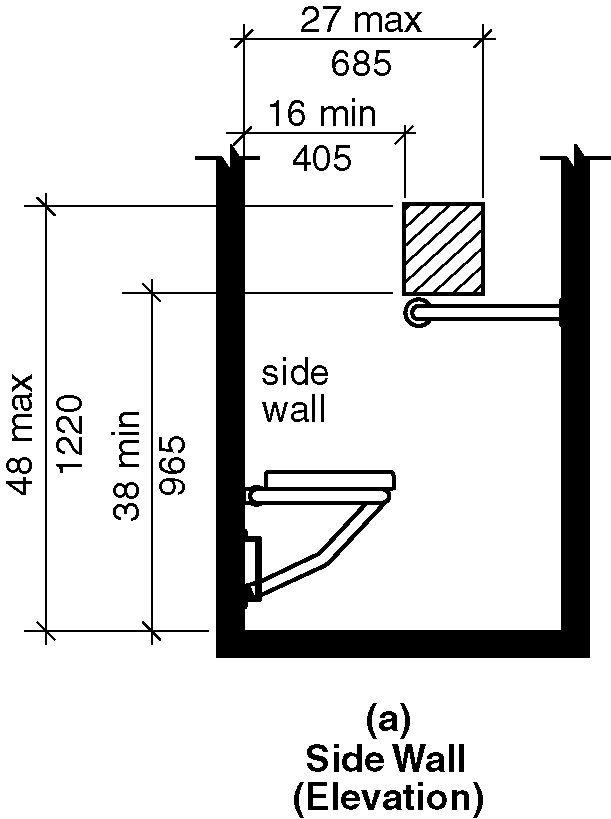 27 max
685
16 min
405
48 max
1220
38 min
965
side
wall
(a)
Side Wall
(Elevation)